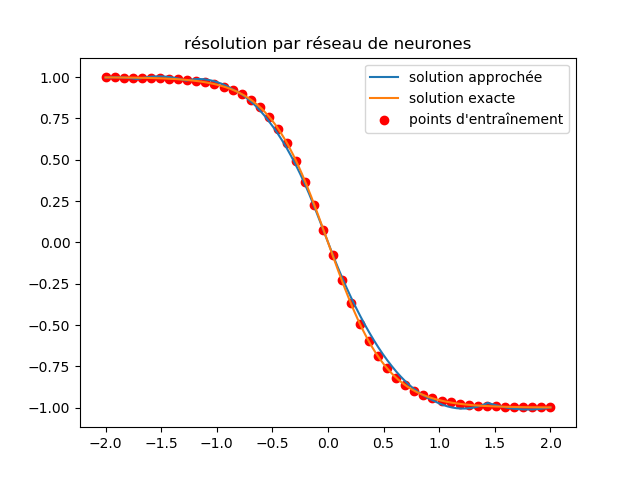 résolution par réseau de neurones
solution approchée
solution exacte
points d'entraînement
1.00
0.75
0.50
0.25
0.00
−0.25
−0.50
−0.75
−1.00
−2.0 −1.5 −1.0 −0.5 0.0 0.5 1.0 1.5 2.0